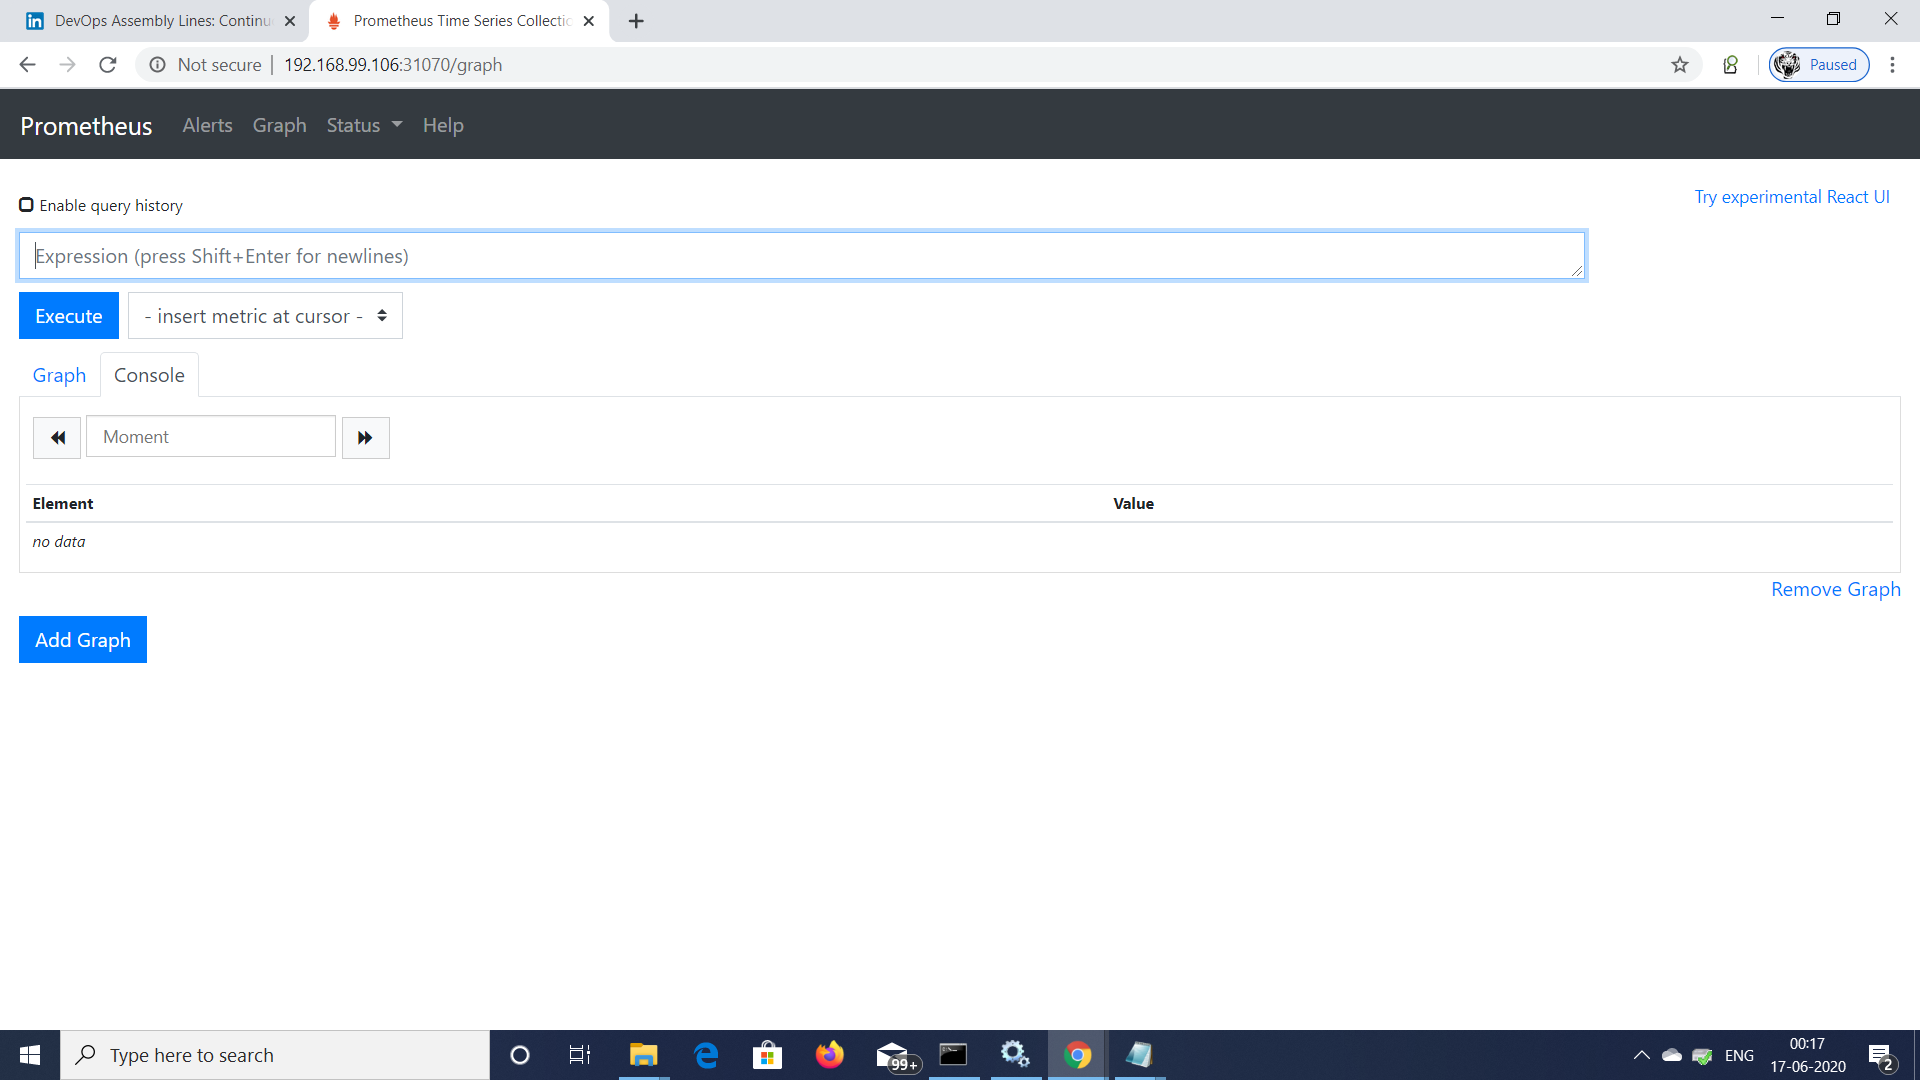 DevOps Assembly Lines: Continu
Prometheus Time Series Collectic
Not secure | 192.168.99.106:31070/graph
Paused
Prometheus Alerts Graph Status Help
Enable query history
Try experimental React UI
Expression (press Shift+Enter for newlines)
Execute - insert metric at cursor -
Graph Console
Moment
Element Value
no data
Remove Graph
Add Graph
Type here to search
99+
ENG
00:17
17-06-2020
2